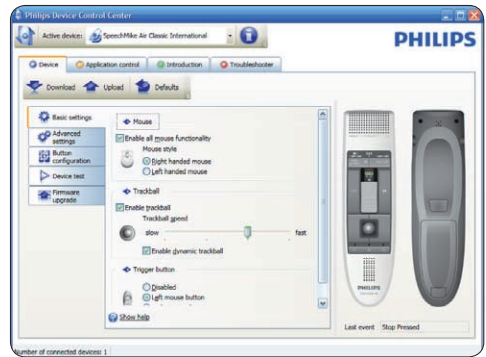 Philips Device Control Center
Active device: SpeechMike Air Classic International
PHILIPS
Device Application control Introduction Troubleshooter
Download Upload Defaults
Basic settings
Advanced settings
Button configuration
Device test
Firmware upgrade
Mouse
Enable all mouse functionality
Mouse style
Right handed mouse
Left handed mouse
Trackball
Enable trackball
Trackball speed
slow fast
Enable dynamic trackball
Trigger button
Disabled
Left mouse button
Show help
PHILIPS
Last event Stop Pressed
Number of connected devices: 1